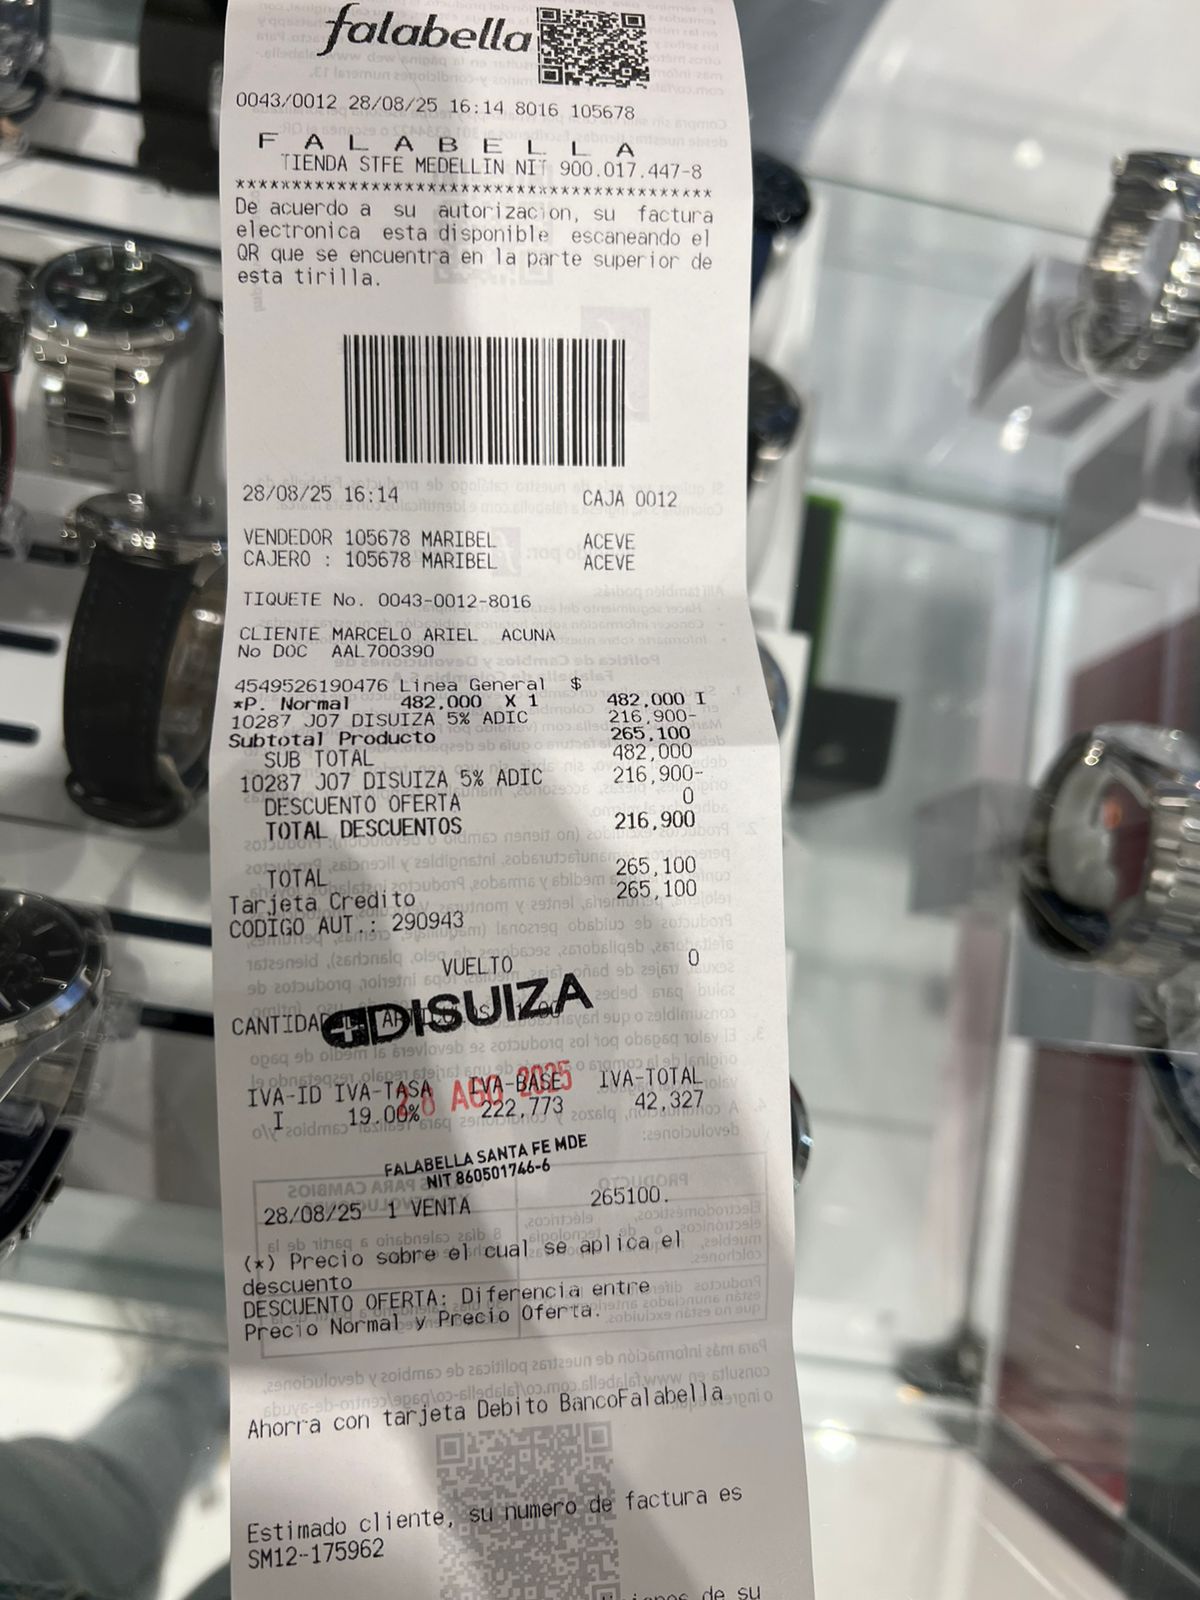 falabella
0043/0012 28/08/25 16:14 8016 105678
F A L A B E L L A
TIENDA STFE MEDELLIN NIT 900.017.447-8
******************************************
De acuerdo a su autorizacion, su factura
electronica esta disponible escaneando el
QR que se encuentra en la parte superior de
esta tirilla.
28/08/25 16:14 CAJA 0012
VENDEDOR 105678 MARIBEL ACEVE
CAJERO : 105678 MARIBEL ACEVE
TIQUETE No. 0043-0012-8016
CLIENTE MARCELO ARIEL ACUNA
No DOC AAL700390
4549526190476 Linea General $
*P. Normal 482.000 X 1 482,000 I
10287 J07 DISUIZA 5% ADIC 216,900-
Subtotal Producto 265,100
SUB TOTAL 482,000
10287 J07 DISUIZA 5% ADIC 216,900-
DESCUENTO OFERTA 0
TOTAL DESCUENTOS 216,900
TOTAL 265,100
Tarjeta Credito 265,100
CODIGO AUT.: 290943
VUELTO 0
DISUIZA
CANTIDAD
IVA-ID IVA-TASA IVA-BASE IVA-TOTAL
28 AGO 2025
I 19.00% 222,773 42,327
FALABELLA SANTA FE MDE
NIT 860501746-6
28/08/25 1 VENTA 265100.
(*) Precio sobre el cual se aplica el
descuento
DESCUENTO OFERTA: Diferencia entre
Precio Normal y Precio Oferta.
Ahorra con tarjeta Debito BancoFalabella
Estimado cliente, su numero de factura es
SM12-175962
de su